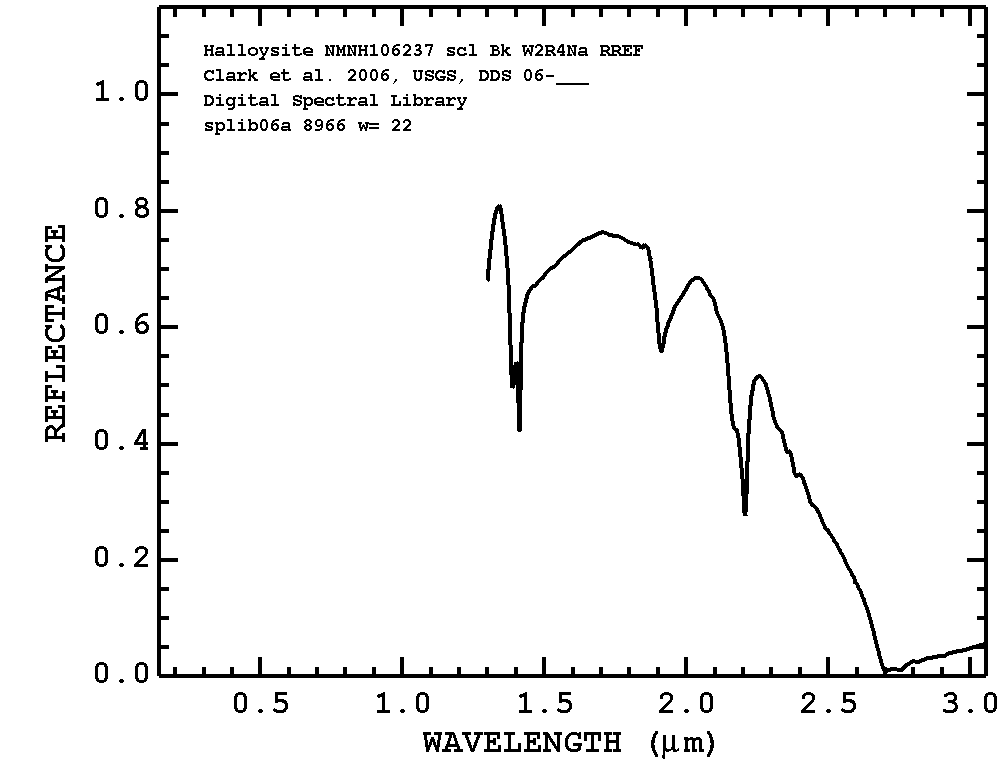 Halloysite NMNH106237 scl Bk W2R4Na RREF
Clark et al. 2006, USGS, DDS 06-___
Digital Spectral Library
splib06a 8966 w= 22
1.0
0.8
0.6
0.4
0.2
0.0
REFLECTANCE
0.5 1.0 1.5 2.0 2.5 3.0
WAVELENGTH (μm)